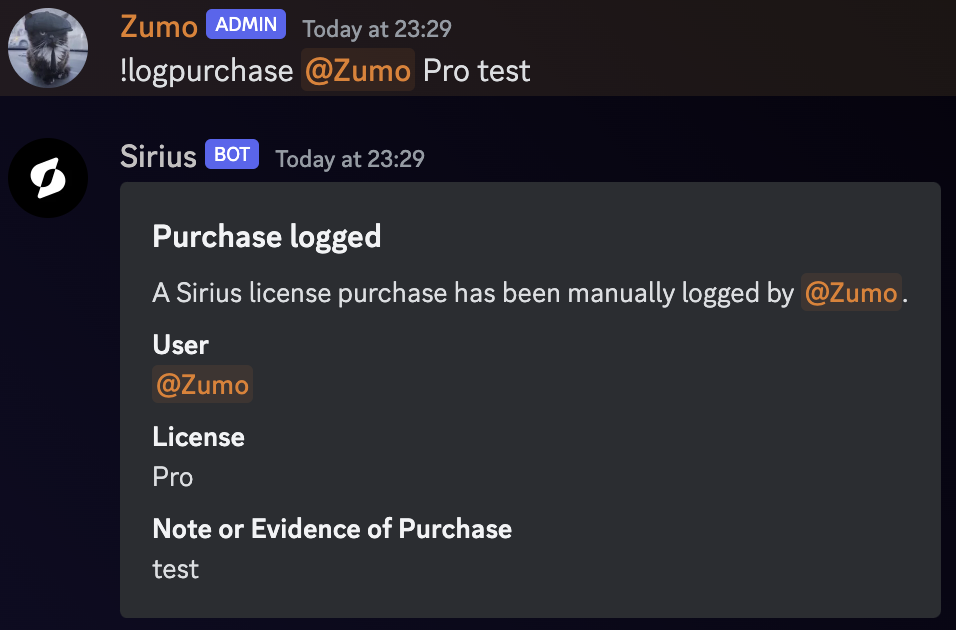 Zumo ADMIN Today at 23:29
!logpurchase @Zumo Pro test
Sirius BOT Today at 23:29
Purchase logged
A Sirius license purchase has been manually logged by @Zumo.
User
@Zumo
License
Pro
Note or Evidence of Purchase
test